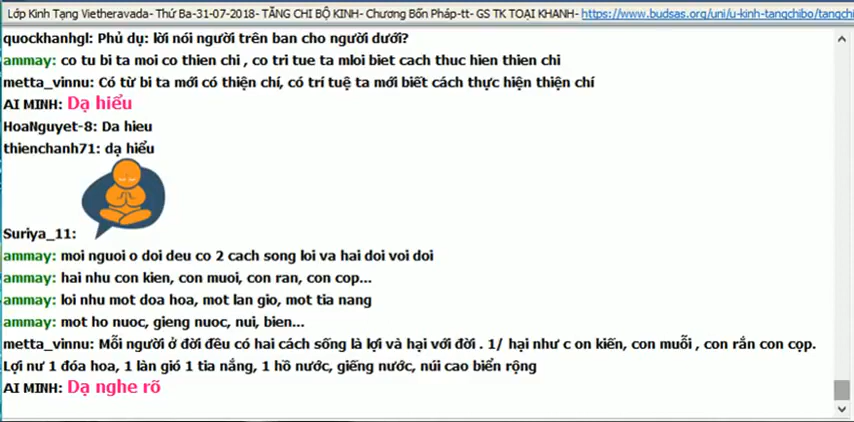 Lớp Kinh Tạng Vietheravada- Thứ Ba-31-07-2018- TĂNG CHI BỘ KINH- Chương Bốn Pháp-tt- GS TK TOẠI KHANH- https://www.budsas.org/uni/u-kinh-tangchibo/tangchi
quockhanhgl: Phủ dụ: lời nói người trên ban cho người dưới?
ammay: co tu bi ta moi co thien chi , co tri tue ta mloi biet cach thuc hien thien chi
metta_vinnu: Có từ bi ta mới có thiện chí, có trí tuệ ta mới biết cách thực hiện thiện chí
AI MINH: Dạ hiểu
HoaNguyet-8: Da hieu
thienchanh71: dạ hiểu
Suriya_11:
ammay: moi nguoi o doi deu co 2 cach song loi va hai doi voi doi
ammay: hai nhu con kien, con muoi, con ran, con cop...
ammay: loi nhu mot doa hoa, mot lan gio, mot tia nang
ammay: mot ho nuoc, gieng nuoc, nui, bien...
metta_vinnu: Mỗi người ở đời đều có hai cách sống là lợi và hại với đời . 1/ hại như c on kiến, con muỗi , con rắn con cọp.
Lợi nư 1 đóa hoa, 1 làn gió 1 tia nắng, 1 hồ nước, giếng nước, núi cao biển rộng
AI MINH: Dạ nghe rõ